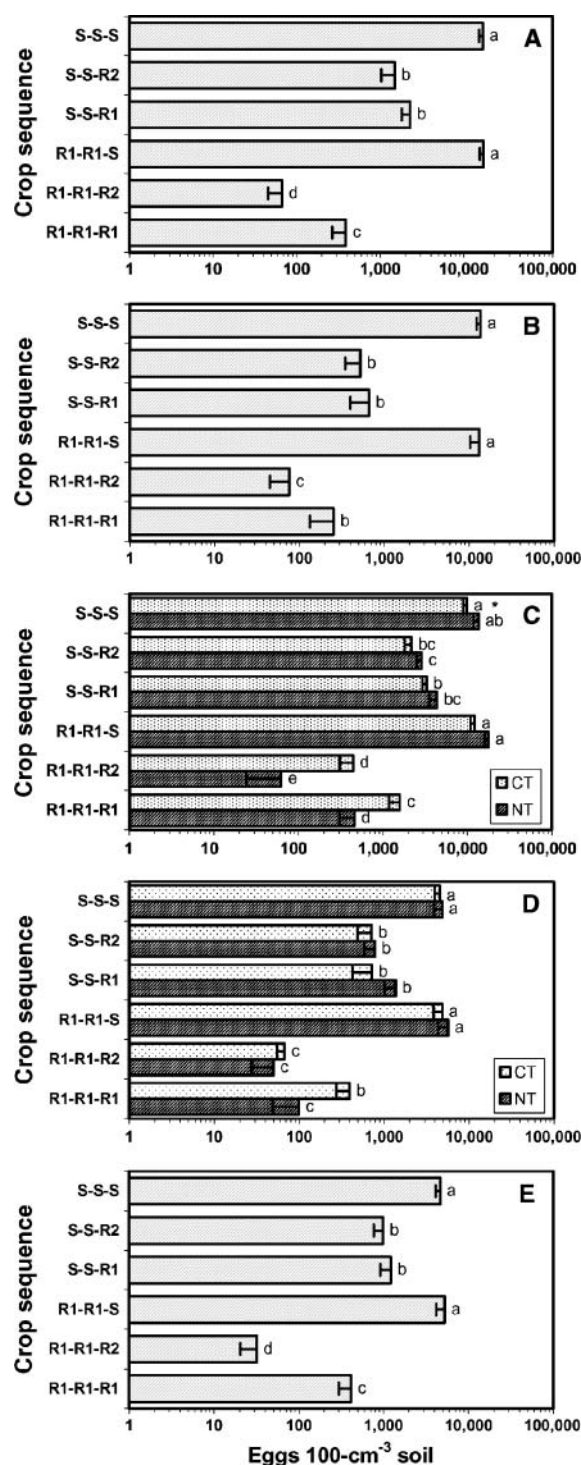 A
Crop sequence
S-S-S a
S-S-R2 b
S-S-R1 b
R1-R1-S a
R1-R1-R2 d
R1-R1-R1 c
1 10 100 1,000 10,000 100,000
B
Crop sequence
S-S-S a
S-S-R2 b
S-S-R1 b
R1-R1-S a
R1-R1-R2 c
R1-R1-R1 b
1 10 100 1,000 10,000 100,000
C
Crop sequence
S-S-S a *
ab
S-S-R2 bc
c
S-S-R1 b
bc
R1-R1-S a
a
R1-R1-R2 d
e
R1-R1-R1 c
d
CT
NT
1 10 100 1,000 10,000 100,000
D
Crop sequence
S-S-S a
a
S-S-R2 b
b
S-S-R1 b
b
R1-R1-S a
a
R1-R1-R2 c
c
R1-R1-R1 b
c
CT
NT
1 10 100 1,000 10,000 100,000
E
Crop sequence
S-S-S a
S-S-R2 b
S-S-R1 b
R1-R1-S a
R1-R1-R2 d
R1-R1-R1 c
1 10 100 1,000 10,000 100,000
Eggs 100-cm⁻³ soil